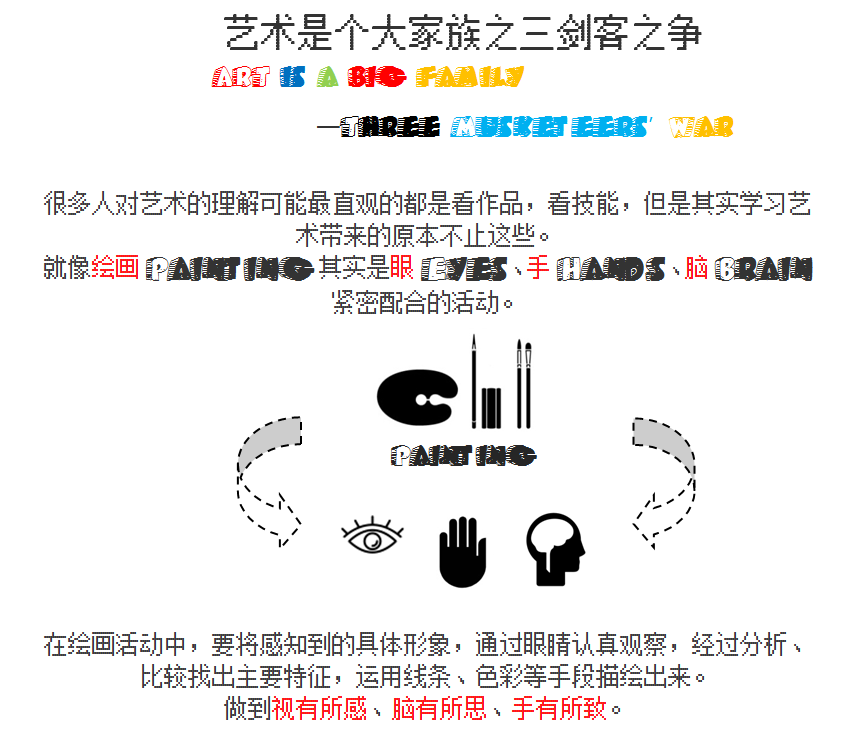 艺术是个大家族之三剑客之争
ART IS A BIG FAMILY
—THREE MUSKETEERS' WAR
很多人对艺术的理解可能最直观的都是看作品，看技能，但是其实学习艺
术带来的原本不止这些。
就像绘画 PAINTING 其实是眼 EYES、手 HANDS、脑 BRAIN
紧密配合的活动。
PAINTING
在绘画活动中，要将感知到的具体形象，通过眼睛认真观察，经过分析、
比较找出主要特征，运用线条、色彩等手段描绘出来。
做到视有所感、脑有所思、手有所致。